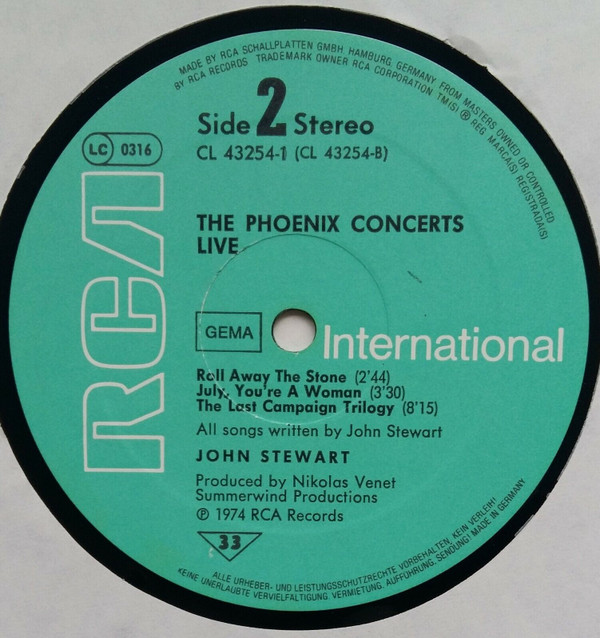 MADE BY RCA SCHALLPLATTEN GMBH. HAMBURG, GERMANY FROM MASTERS OWNED OR CONTROLLED
BY RCA RECORDS TRADEMARK OWNER RCA CORPORATION TM(S) ® REG. MARCA(S) REGISTRADA(S)
Side 2 Stereo
CL 43254-1 (CL 43254-B)
LC 0316
RCA
THE PHOENIX CONCERTS
LIVE
GEMA
International
Roll Away The Stone (2'44)
July, You're A Woman (3'30)
The Last Campaign Trilogy (8'15)
All songs written by John Stewart
JOHN STEWART
Produced by Nikolas Venet
Summerwind Productions
℗ 1974 RCA Records
33
ALLE URHEBER- UND LEISTUNGSSCHUTZRECHTE VORBEHALTEN, KEIN VERLEIH!
KEINE UNERLAUBTE VERVIELFÄLTIGUNG, VERMIETUNG, AUFFÜHRUNG, SENDUNG! MADE IN GERMANY